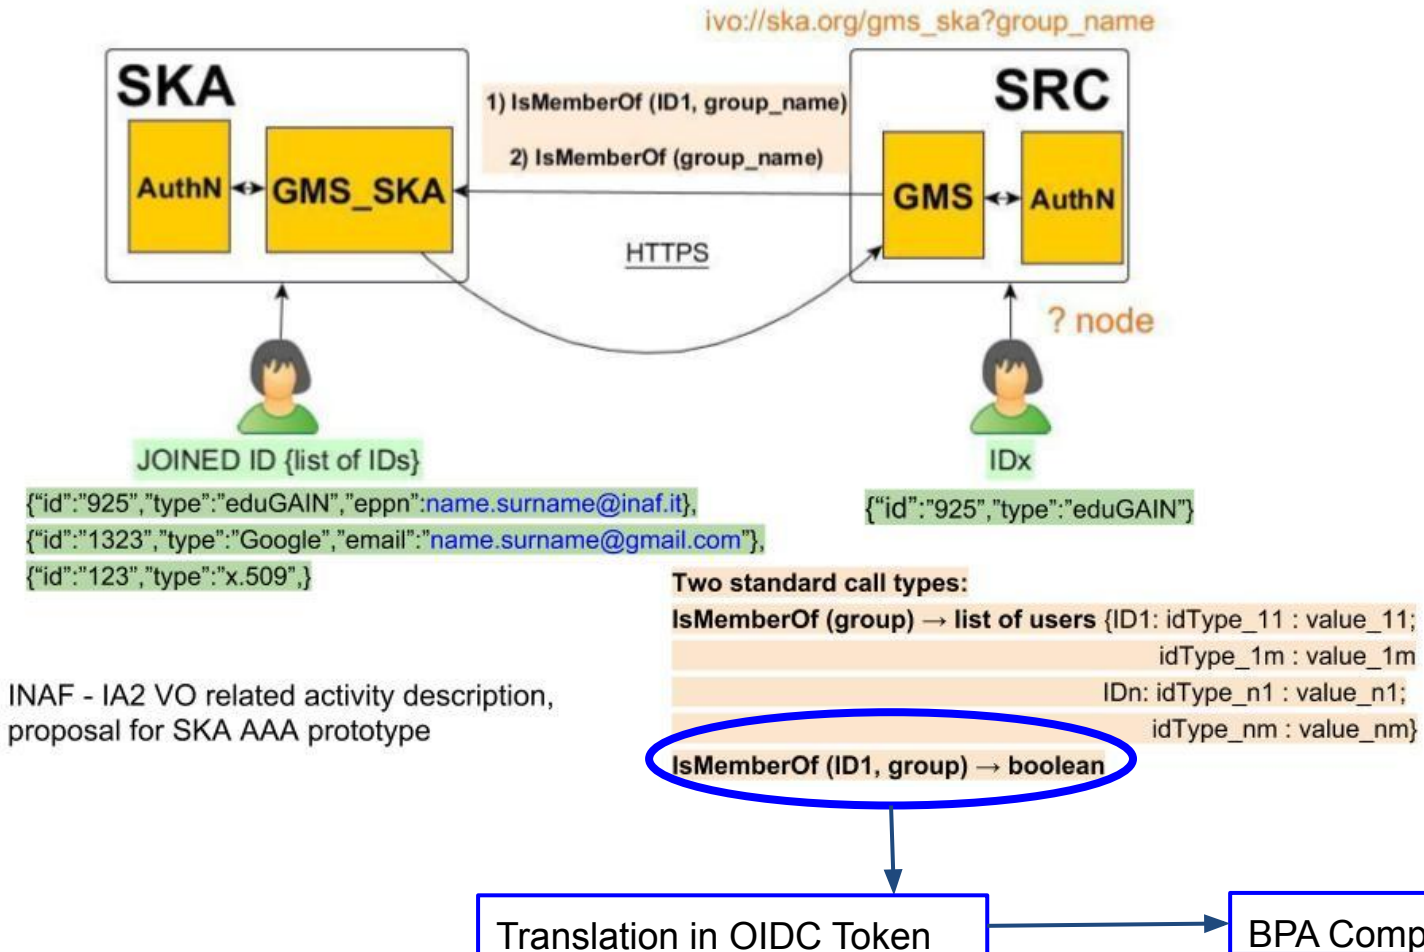 ivo://ska.org/gms_ska?group_name
SKA
SRC
1) IsMemberOf (ID1, group_name)
2) IsMemberOf (group_name)
AuthN
GMS_SKA
GMS
AuthN
HTTPS
? node
JOINED ID {list of IDs}
IDx
{“id”:”925”,”type”:”eduGAIN”,”eppn”:name.surname@inaf.it},
{“id”:”1323”,”type”:”Google”,”email”:”name.surname@gmail.com”},
{“id”:”123”,”type”:”x.509”,}
{“id”:”925”,”type”:”eduGAIN”}
Two standard call types:
IsMemberOf (group) → list of users {ID1: idType_11 : value_11;
idType_1m : value_1m
IDn: idType_n1 : value_n1;
idType_nm : value_nm}
IsMemberOf (ID1, group) → boolean
INAF - IA2 VO related activity description,
proposal for SKA AAA prototype
Translation in OIDC Token
BPA